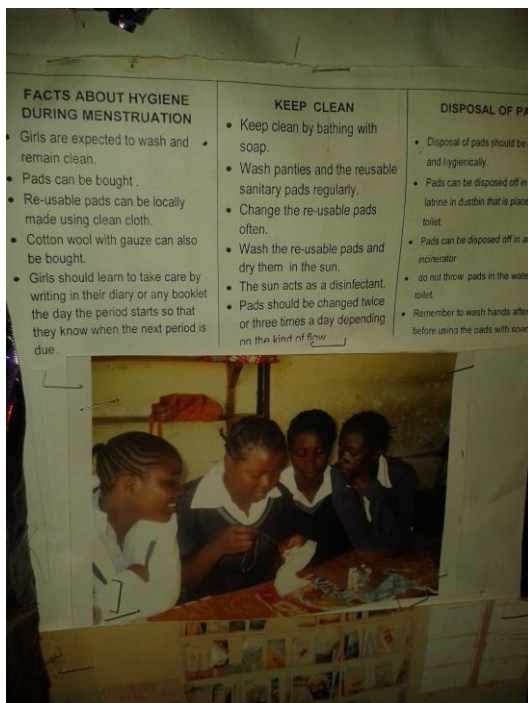 FACTS ABOUT HYGIENE
DURING MENSTRUATION
• Girls are expected to wash and
remain clean.
• Pads can be bought .
• Re-usable pads can be locally
made using clean cloth.
• Cotton wool with gauze can also
be bought.
• Girls should learn to take care by
writing in their diary or any booklet
the day the period starts so that
they know when the next period is
due.
KEEP CLEAN
• Keep clean by bathing with
soap.
• Wash panties and the reusable
sanitary pads regularly.
• Change the re-usable pads
often.
• Wash the re-usable pads and
dry them in the sun.
• The sun acts as a disinfectant.
• Pads should be changed twice
or three times a day depending
on the kind of flow
DISPOSAL OF PA
• Disposal of pads should be
and hygienically.
• Pads can be disposed off in
latrine in dustbin that is place
toilet.
• Pads can be disposed off in a
incinerator
• do not throw pads in the wate
toilet.
• Remember to wash hands after
before using the pads with soap